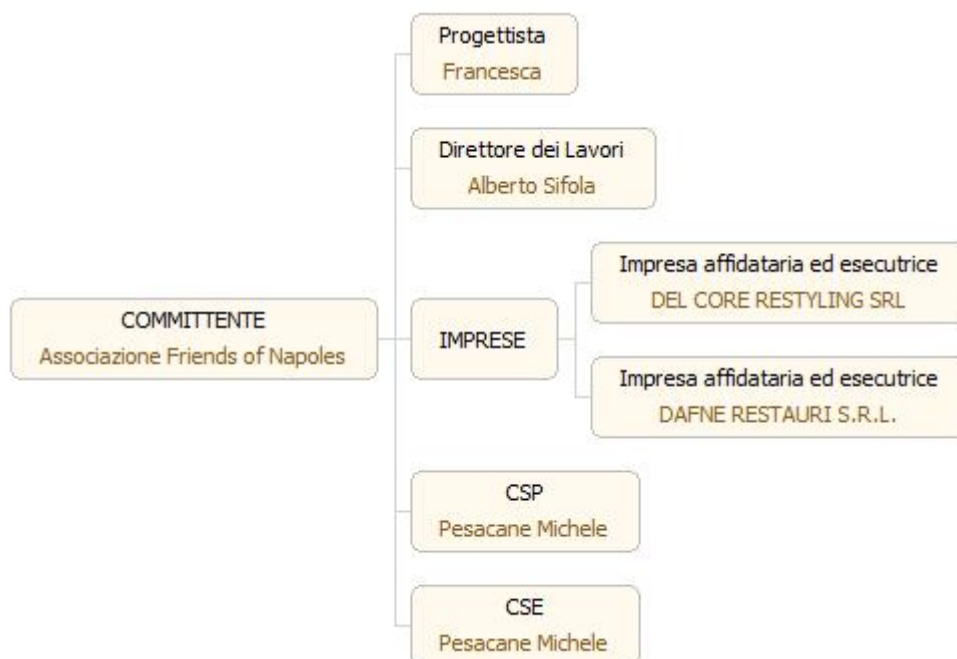 Progettista
Francesca
Direttore dei Lavori
Alberto Sifola
Impresa affidataria ed esecutrice
DEL CORE RESTYLING SRL
COMMITTENTE
Associazione Friends of Napoles
IMPRESE
Impresa affidataria ed esecutrice
DAFNE RESTAURI S.R.L.
CSP
Pesacane Michele
CSE
Pesacane Michele